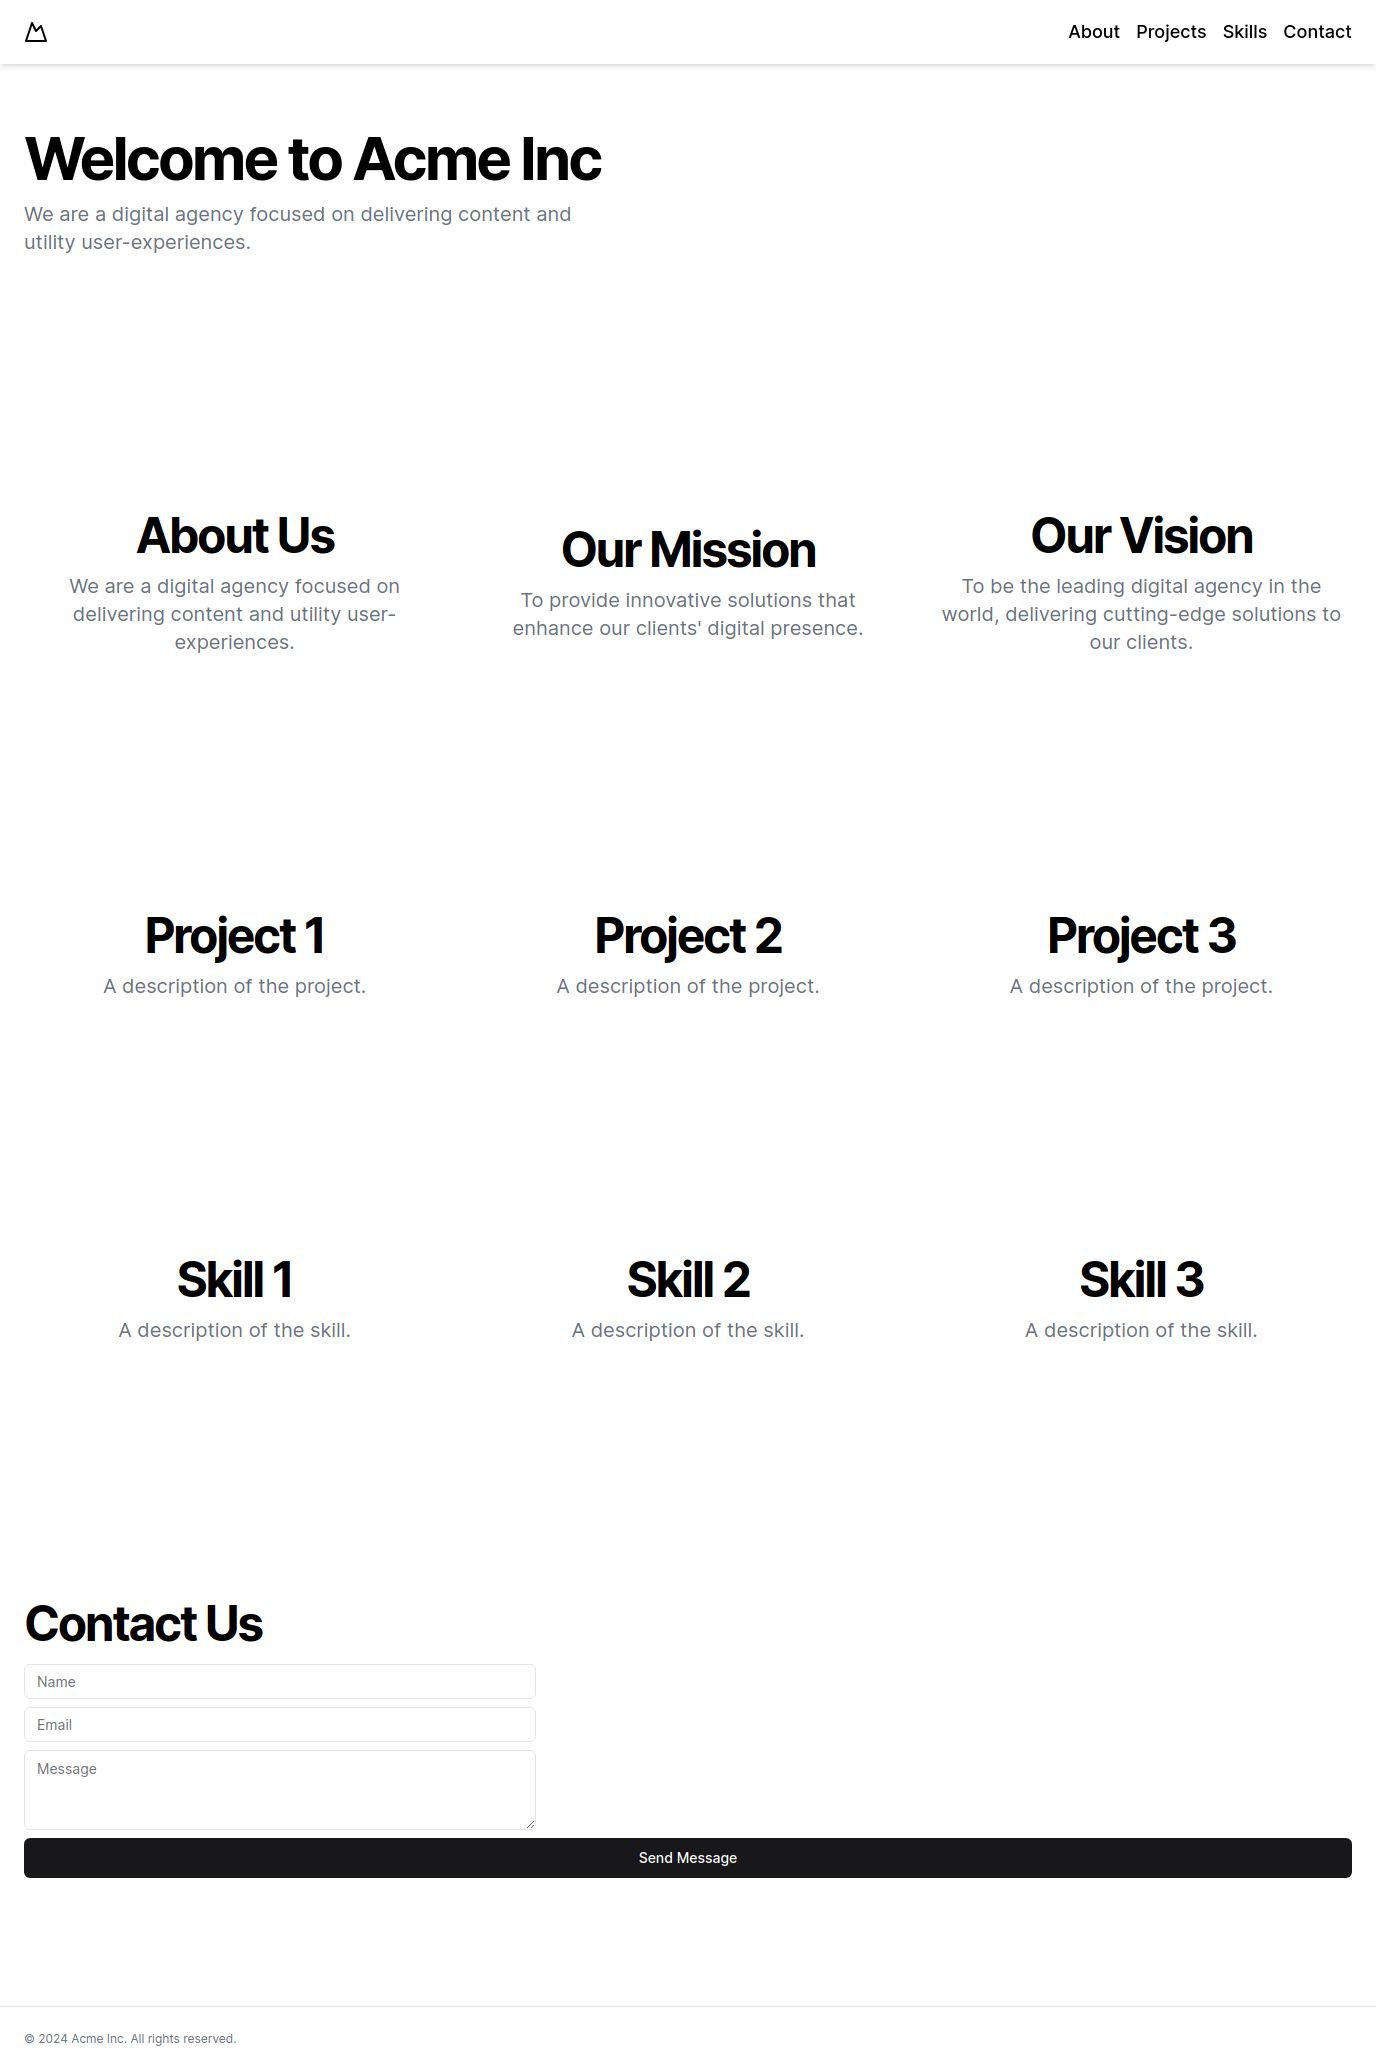 About Projects Skills Contact
Welcome to Acme Inc
We are a digital agency focused on delivering content and
utility user-experiences.
About Us
We are a digital agency focused on
delivering content and utility user-
experiences.
Our Mission
To provide innovative solutions that
enhance our clients' digital presence.
Our Vision
To be the leading digital agency in the
world, delivering cutting-edge solutions to
our clients.
Project 1
A description of the project.
Project 2
A description of the project.
Project 3
A description of the project.
Skill 1
A description of the skill.
Skill 2
A description of the skill.
Skill 3
A description of the skill.
Contact Us
Name
Email
Message
Send Message
© 2024 Acme Inc. All rights reserved.